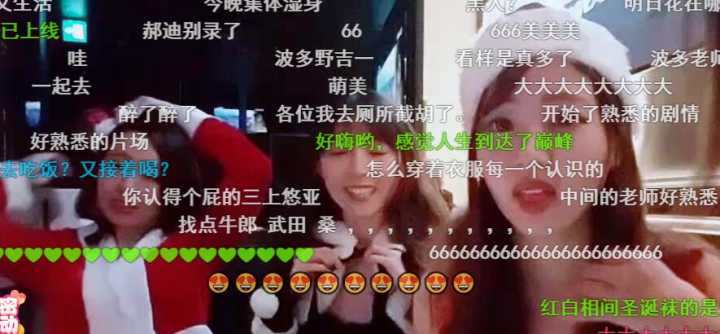 文生活 今晚集体湿身 黑人？ 明日花在哪
已上线 郝迪别录了 66 666美美美
哇 波多野吉一 看样是真多了 波多老师
一起去 萌美 大大大大大大大大
醉了醉了 各位我去厕所截胡了。 开始了熟悉的剧情
好熟悉的片场 好嗨哟，感觉人生到达了巅峰
去吃饭？又接着喝？ 怎么穿着衣服每一个认识的
你认得个屁的三上悠亚 中间的老师好熟悉
找点牛郎 武田 桑 ，，，，，，，，，，，
66666666666666666666666
红白相间圣诞袜的是